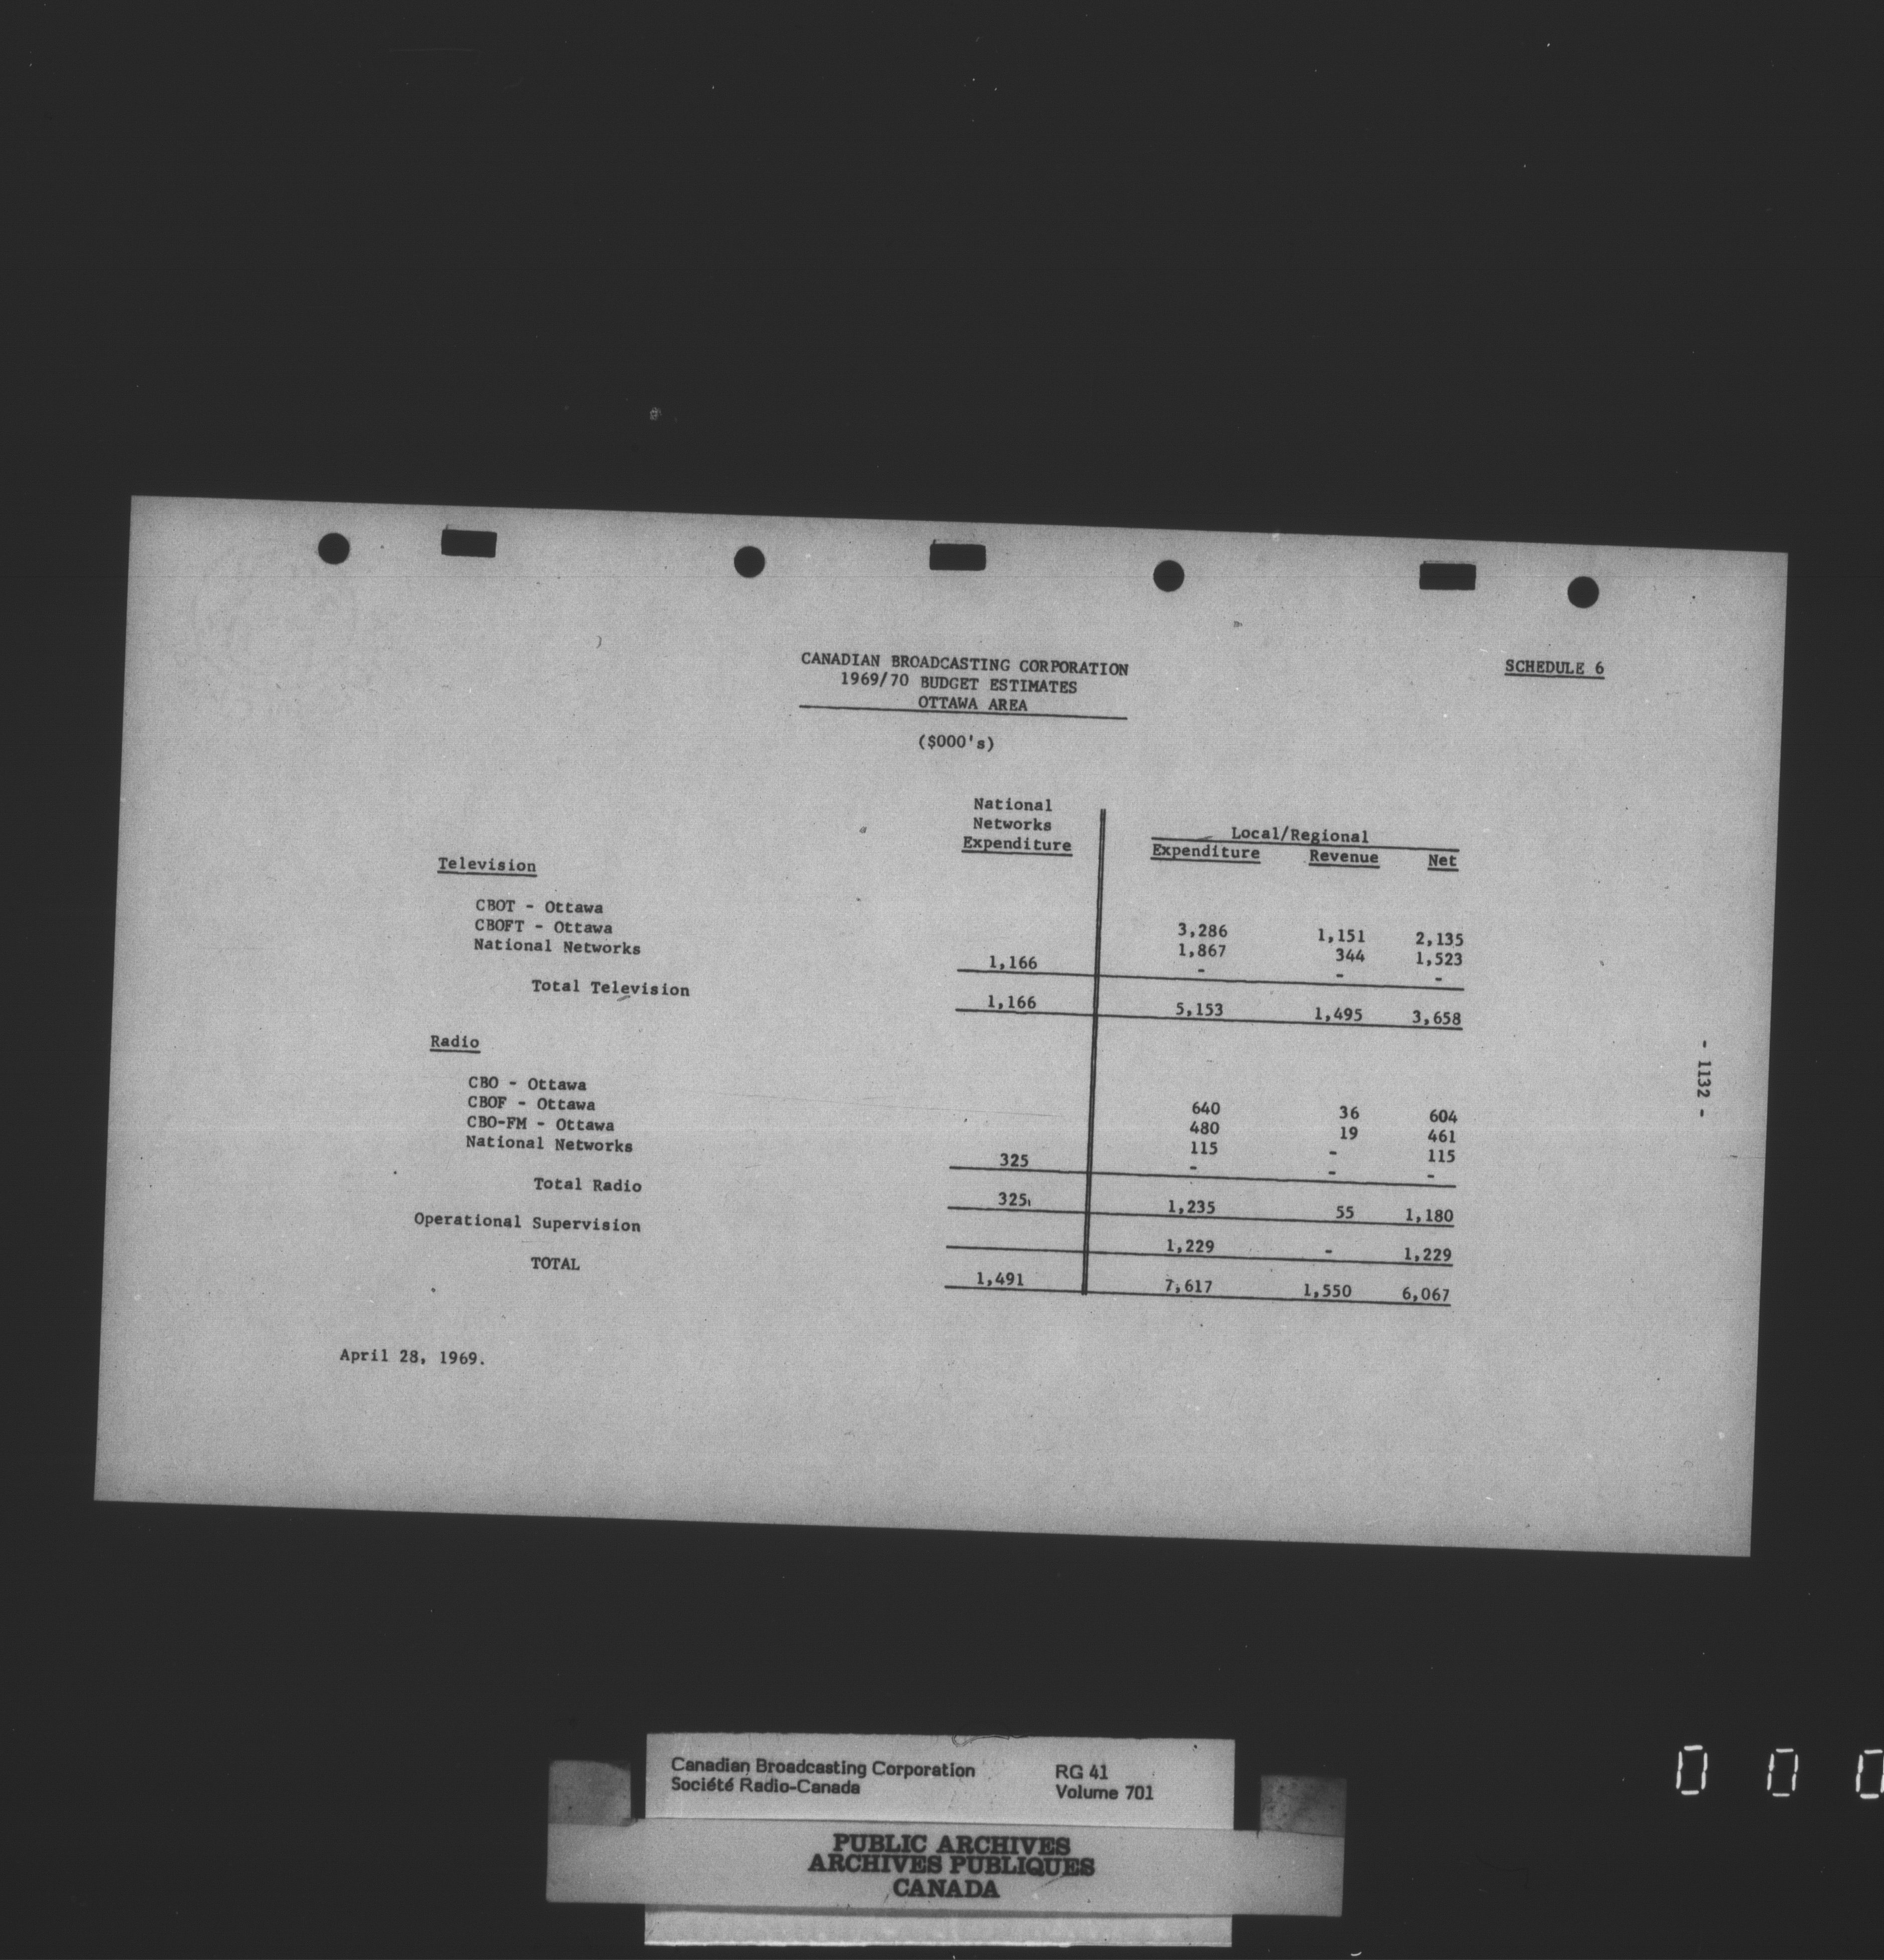 SCHEDULE 6
CANADIAN BROADCASTING CORPORATION
1969/70 BUDGET ESTIMATES
OTTAWA AREA
($000's)
National
Networks
Expenditure
Local/Regional
Expenditure Revenue Net
Television
CBOT - Ottawa 3,286 1,151 2,135
CBOFT - Ottawa 1,867 344 1,523
National Networks 1,166 - - -
Total Television 1,166 5,153 1,495 3,658
Radio
CBO - Ottawa 640 36 604
CBOF - Ottawa 480 19 461
CBO-FM - Ottawa 115 - 115
National Networks 325 - - -
Total Radio 325 1,235 55 1,180
Operational Supervision 1,229 - 1,229
TOTAL 1,491 7,617 1,550 6,067
April 28, 1969.
- 1132 -
Canadian Broadcasting Corporation RG 41
Société Radio-Canada Volume 701
PUBLIC ARCHIVES
ARCHIVES PUBLIQUES
CANADA
0 0 0